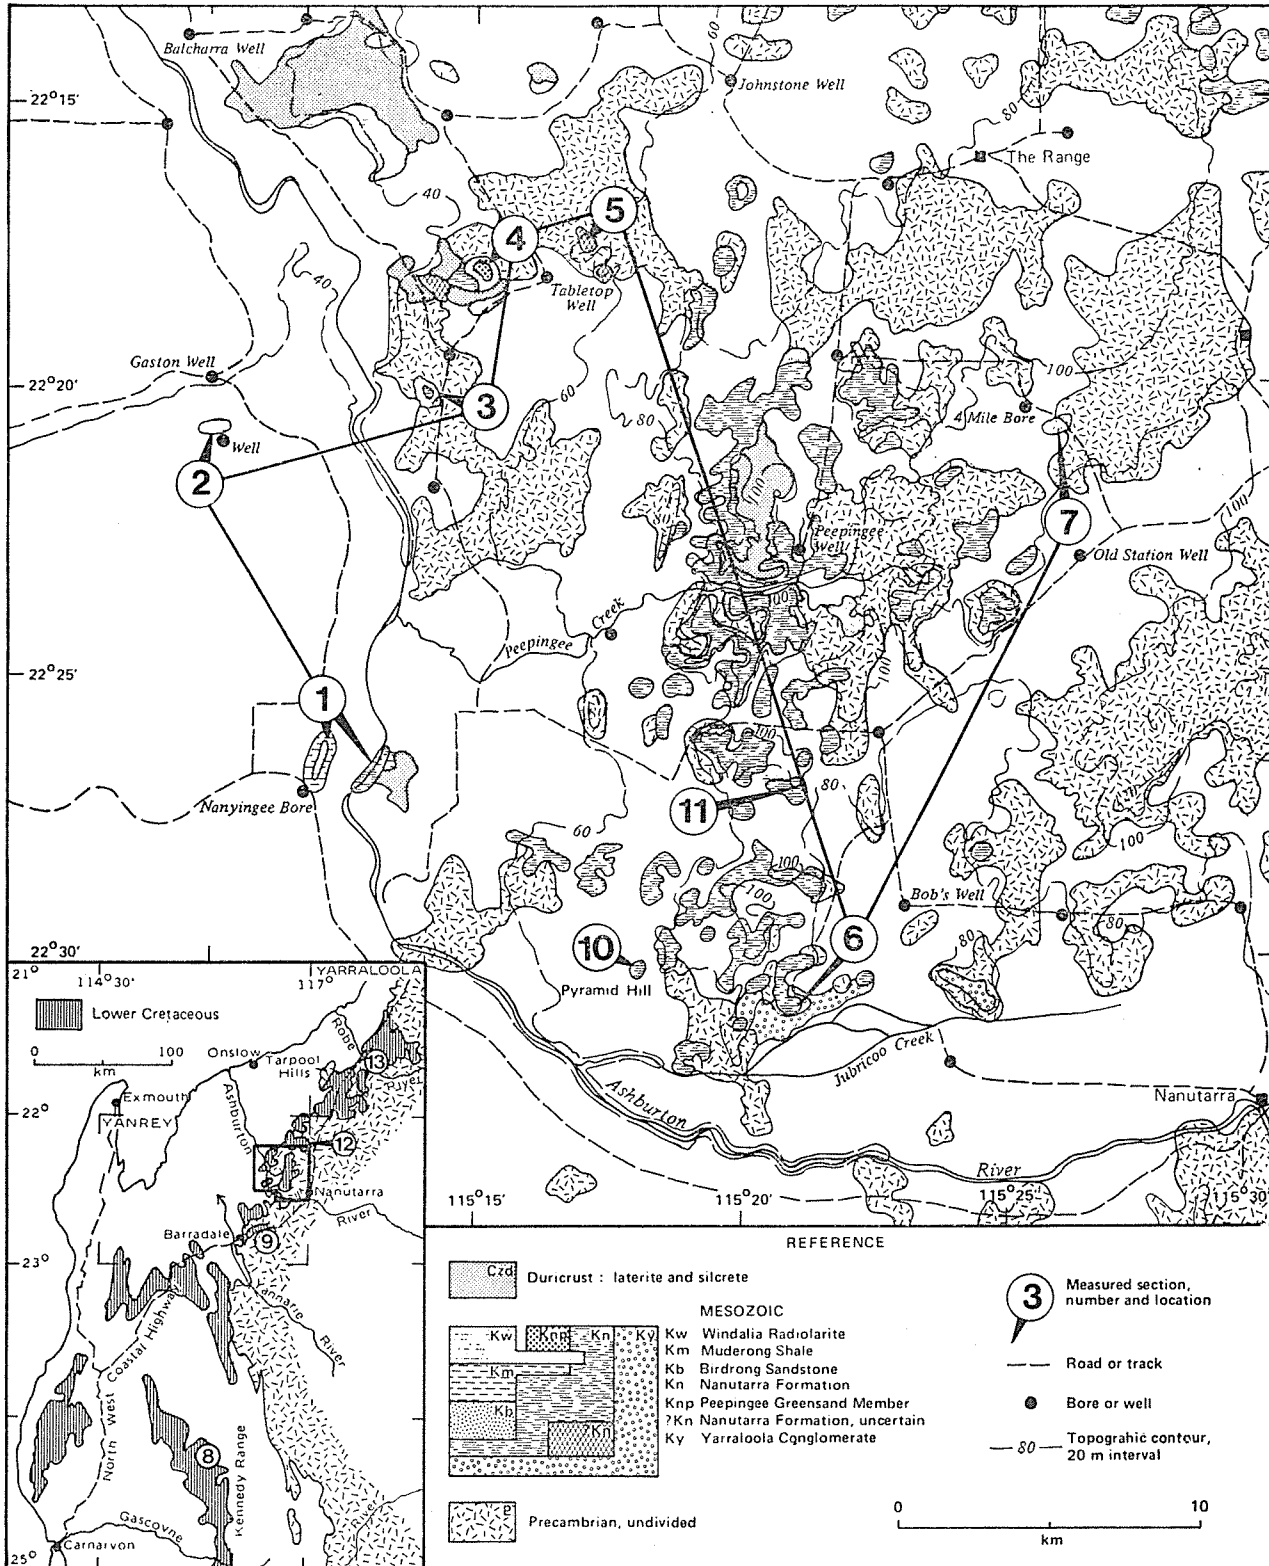 Balcharra Well
60
Johnstone Well
22°15'
80
The Range
40
5
4
40
Tabletop
Well
Gaston Well
100
22°20'
60
3
80
4 Mile Bore
Well
2
100
100
7
Peepingee
Well
Old Station Well
100
Creek
Peepingee
100
22°25'
1
100
80
11
Nanyingee Bore
60
100
100
100
Bob's Well
80
80
6
10
22°30'
Pyramid Hill
Jubricoo Creek
Nanutarra
Ashburton
River
115°15'
115°20'
115°25'
115°30'
21°
114°30'
117°
YARRALOOLA
Lower Cretaceous
0 100
km
Onslow
Robe
Tarpool
Hills
13
River
Exmouth
22°
YANREY
Ashburton
12
Nanutarra
River
Barradale
9
23°
Yannarie
River
North West Coastal Highway
8
Kennedy Range
Gascoyne
River
Carnarvon
25°
REFERENCE
Czd
Duricrust : laterite and silcrete
MESOZOIC
Kw Knp Kn Ky
Km
Kb
?Kn
Kw Windalia Radiolarite
Km Muderong Shale
Kb Birdrong Sandstone
Kn Nanutarra Formation
Knp Peepingee Greensand Member
?Kn Nanutarra Formation, uncertain
Ky Yarraloola Conglomerate
Precambrian, undivided
3
Measured section,
number and location
Road or track
Bore or well
80
Topograhic contour,
20 m interval
0 10
km